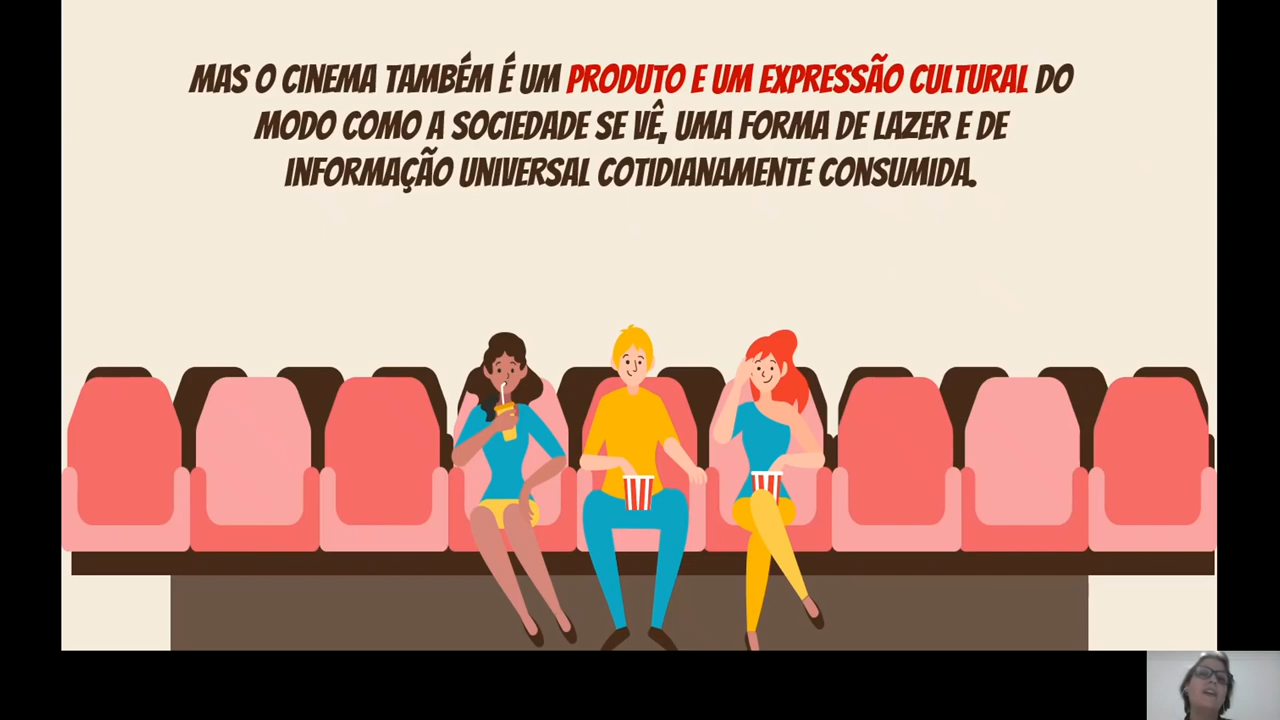 MAS O CINEMA TAMBÉM É UM PRODUTO E UM EXPRESSÃO CULTURAL DO
MODO COMO A SOCIEDADE SE VÊ, UMA FORMA DE LAZER E DE
INFORMAÇÃO UNIVERSAL COTIDIANAMENTE CONSUMIDA.